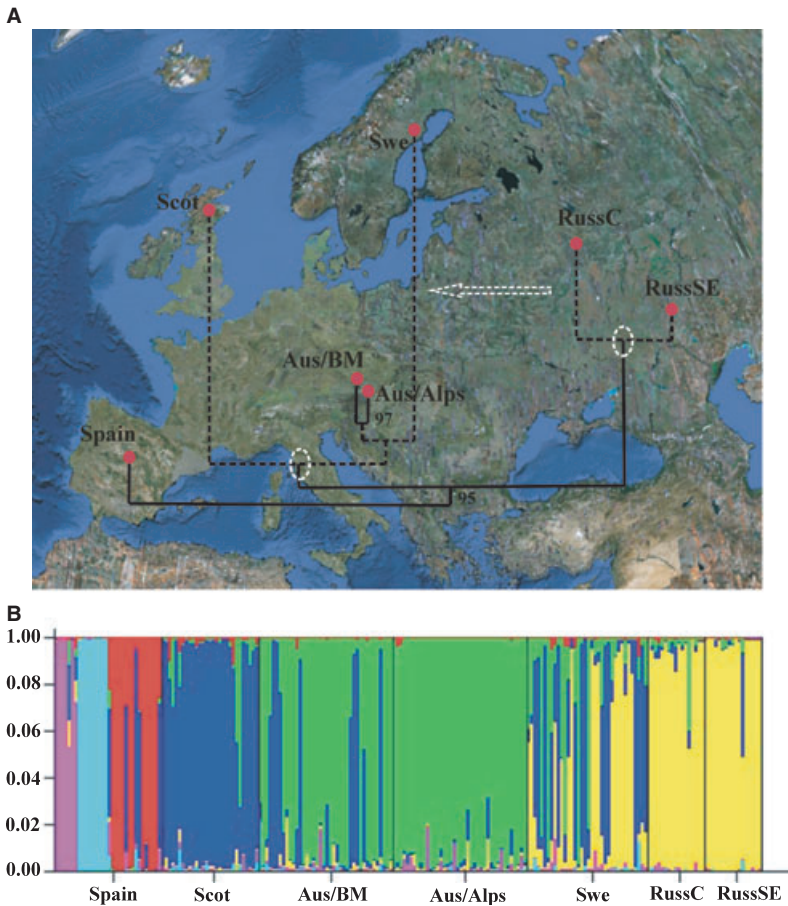 A
Swe
Scot
RussC
RussSE
Aus/BM
Aus/Alps
97
Spain
95
B
1.00
0.08
0.06
0.04
0.02
0.00
Spain Scot Aus/BM Aus/Alps Swe RussC RussSE